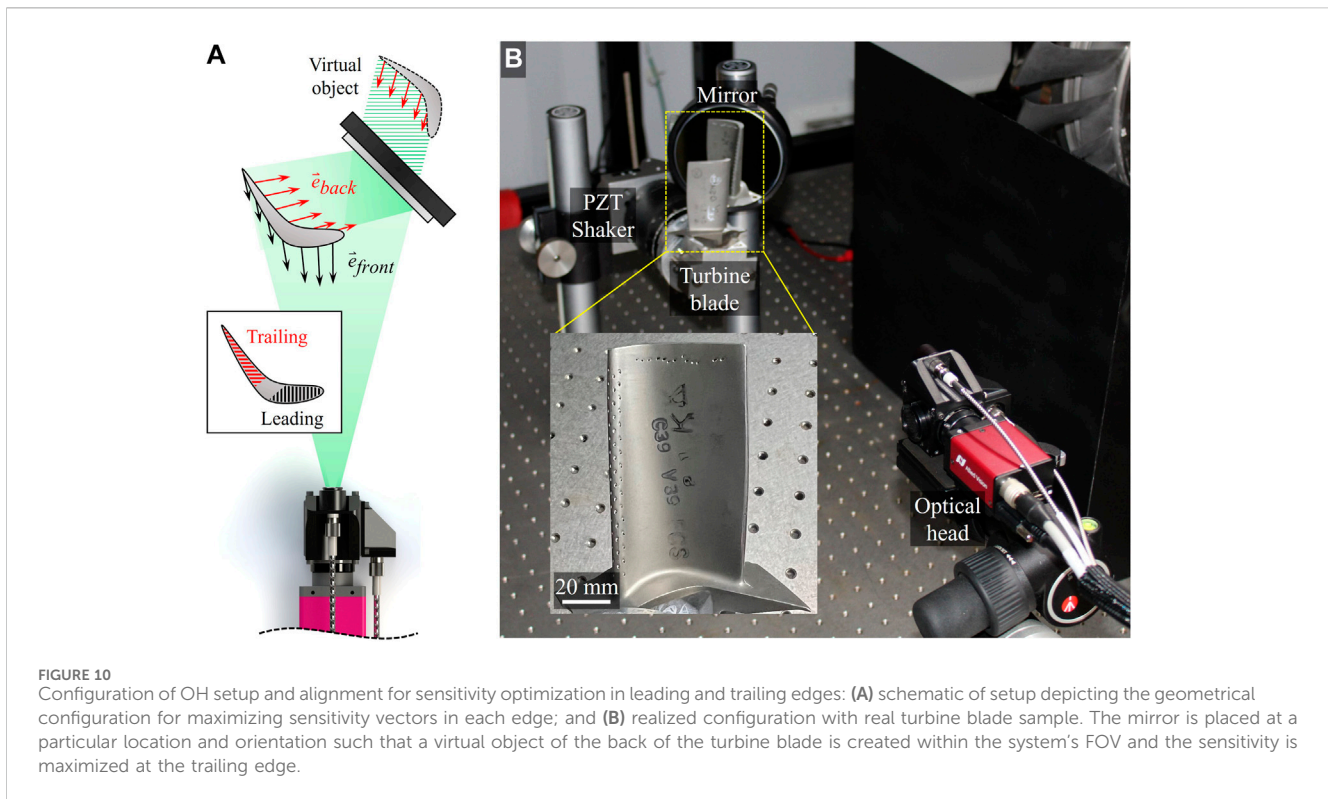 A
Virtual
object
e⃗back
e⃗front
Trailing
Leading
B
Mirror
PZT
Shaker
Turbine
blade
Optical
head
20 mm
FIGURE 10
Configuration of OH setup and alignment for sensitivity optimization in leading and trailing edges: (A) schematic of setup depicting the geometrical
configuration for maximizing sensitivity vectors in each edge; and (B) realized configuration with real turbine blade sample. The mirror is placed at a
particular location and orientation such that a virtual object of the back of the turbine blade is created within the system's FOV and the sensitivity is
maximized at the trailing edge.